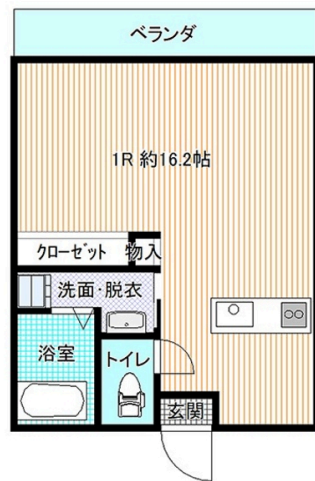 ベランダ
1R 約16.2帖
クローゼット 物入
洗面・脱衣
浴室
トイレ
玄関